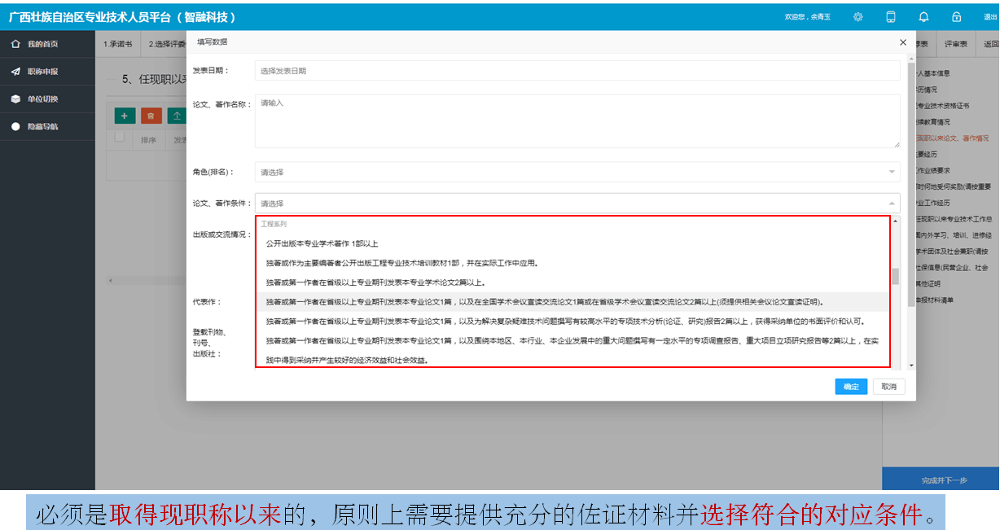 广西壮族自治区专业技术人员平台（智融科技）
欢迎您，余青玉
退出
我的首页
职称申报
单位切换
隐藏导航
1.承诺书
2.选择评委
评审表
返回
5、任现职以来
排序
填写数据
发表日期：
选择发表日期
论文、著作名称：
请输入
角色(排名)：
请选择
论文、著作条件：
请选择
出版或交流情况：
工程系列
公开出版本专业学术著作 1部以上
独著或作为主要编著者公开出版工程专业技术培训教材1部，并在实际工作中应用。
独著或第一作者在省级以上专业期刊发表本专业学术论文2篇以上。
独著或第一作者在省级以上专业期刊发表本专业论文1篇，以及在全国学术会议宣读交流论文1篇或在省级学术会议宣读交流论文2篇以上(须提供相关会议论文宣读证明)。
独著或第一作者在省级以上专业期刊发表本专业论文1篇，以及为解决复杂疑难技术问题撰写有较高水平的专项技术分析(论证、研究)报告2篇以上，获得采纳单位的书面评价和认可。
独著或第一作者在省级以上专业期刊发表本专业论文1篇，以及围绕本地区、本行业、本企业发展中的重大问题撰写有一定水平的专项调查报告、重大项目立项研究报告等2篇以上，在实
践中得到采纳并产生较好的经济效益和社会效益。
代表作：
登载刊物、
刊号、
出版社：
确定
取消
人基本信息
历情况
专业技术资格证书
续教育情况
现职以来论文、著作情况
要经历
作业绩要求
时何地受何奖励(请按重要
业工作经历
任现职以来专业技术工作总
国内外学习、培训、进修经
学术团体及社会兼职(请按
社保信息(民营企业、社会
其他证明
申报材料清单
完成并下一步
必须是取得现职称以来的，原则上需要提供充分的佐证材料并选择符合的对应条件。